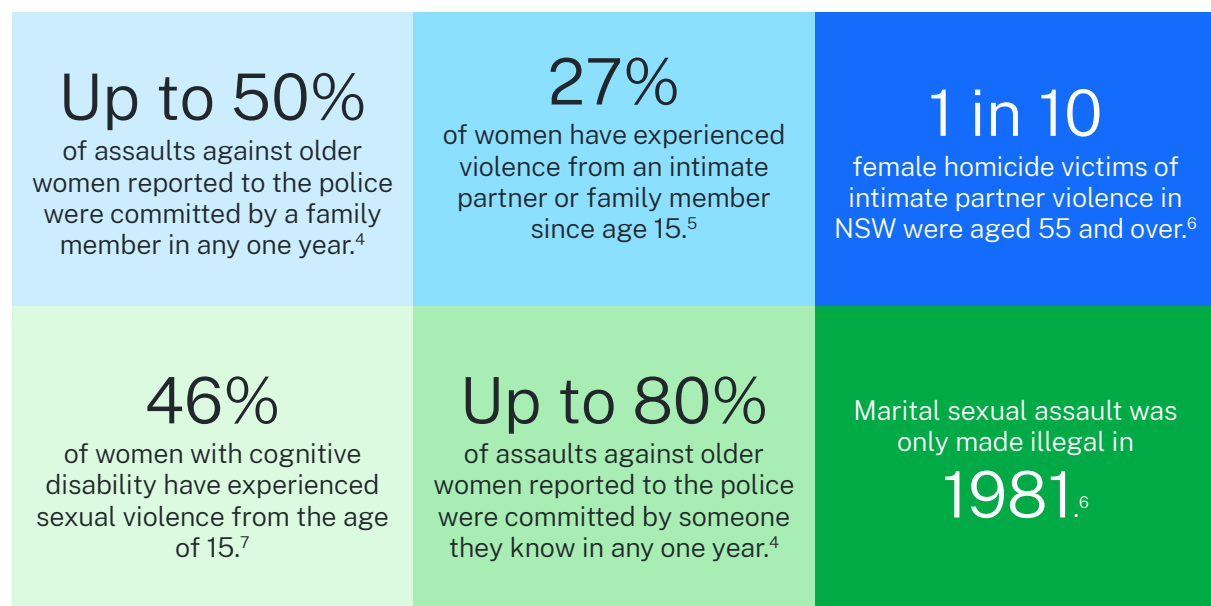 Up to 50%
of assaults against older
women reported to the police
were committed by a family
member in any one year.⁴
27%
of women have experienced
violence from an intimate
partner or family member
since age 15.⁵
1 in 10
female homicide victims of
intimate partner violence in
NSW were aged 55 and over.⁶
46%
of women with cognitive
disability have experienced
sexual violence from the age
of 15.⁷
Up to 80%
of assaults against older
women reported to the police
were committed by someone
they know in any one year.⁴
Marital sexual assault was
only made illegal in
1981.⁶